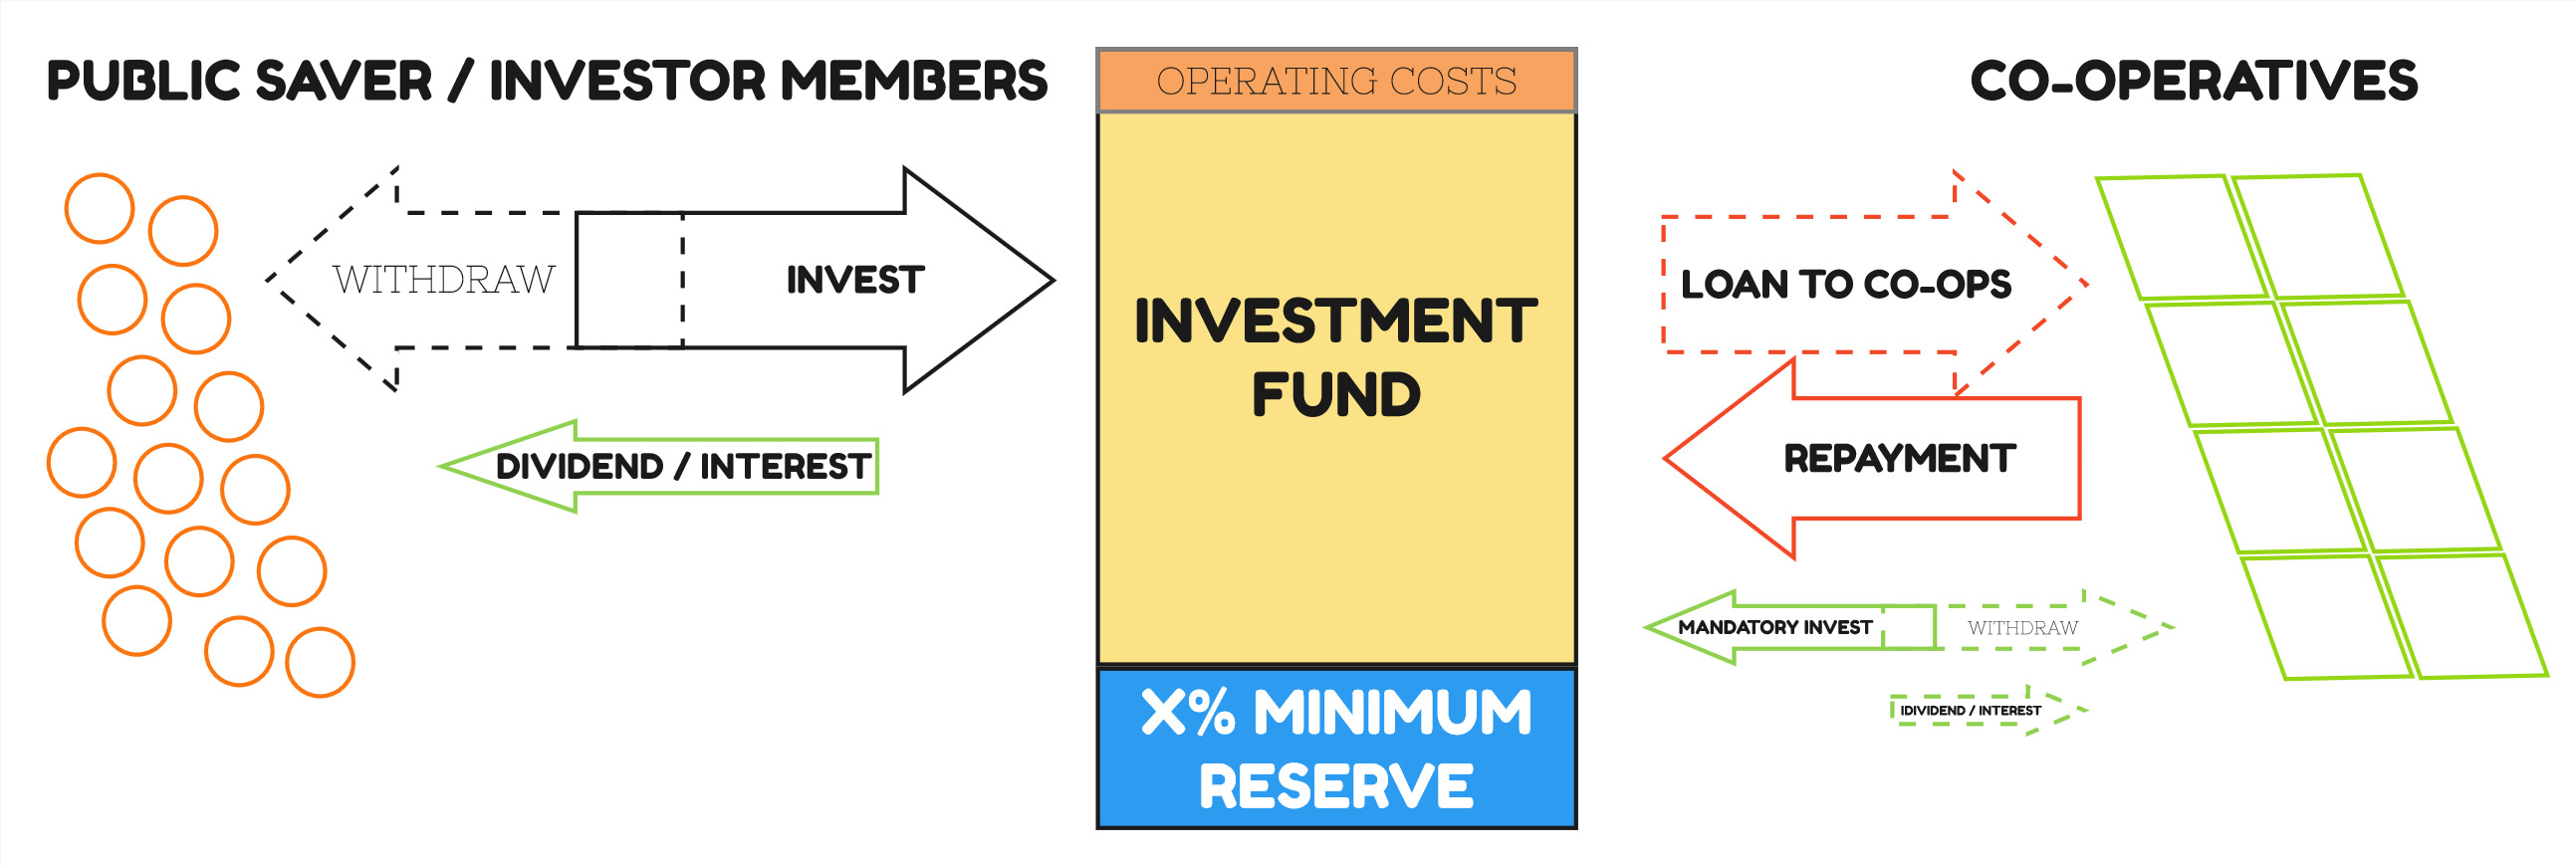 PUBLIC SAVER / INVESTOR MEMBERS
OPERATING COSTS
CO-OPERATIVES
WITHDRAW
INVEST
DIVIDEND / INTEREST
INVESTMENT
FUND
X% MINIMUM
RESERVE
LOAN TO CO-OPS
REPAYMENT
MANDATORY INVEST
WITHDRAW
IDIVIDEND / INTEREST